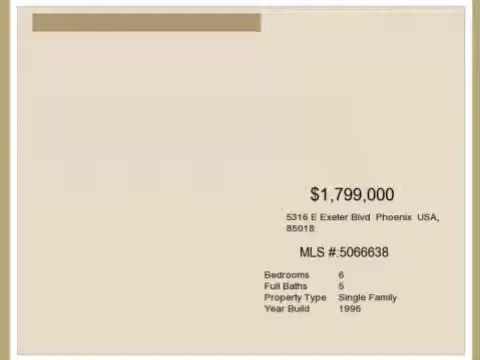 $1,799,000
5316 E Exeter Blvd Phoenix USA,
85018
MLS #:5066638
Bedrooms 6
Full Baths 5
Property Type Single Family
Year Build 1996